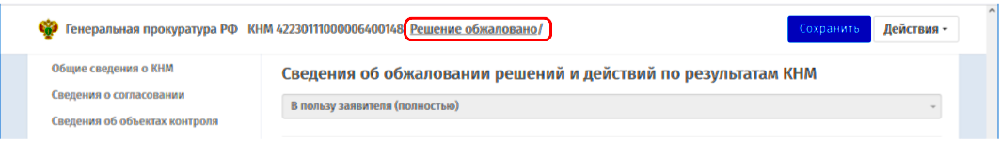 Генеральная прокуратура РФ КНМ 42230111000006400148 Решение обжаловано/ Сохранить Действия
Общие сведения о КНМ
Сведения о согласовании
Сведения об объектах контроля
Сведения об обжаловании решений и действий по результатам КНМ
В пользу заявителя (полностью)